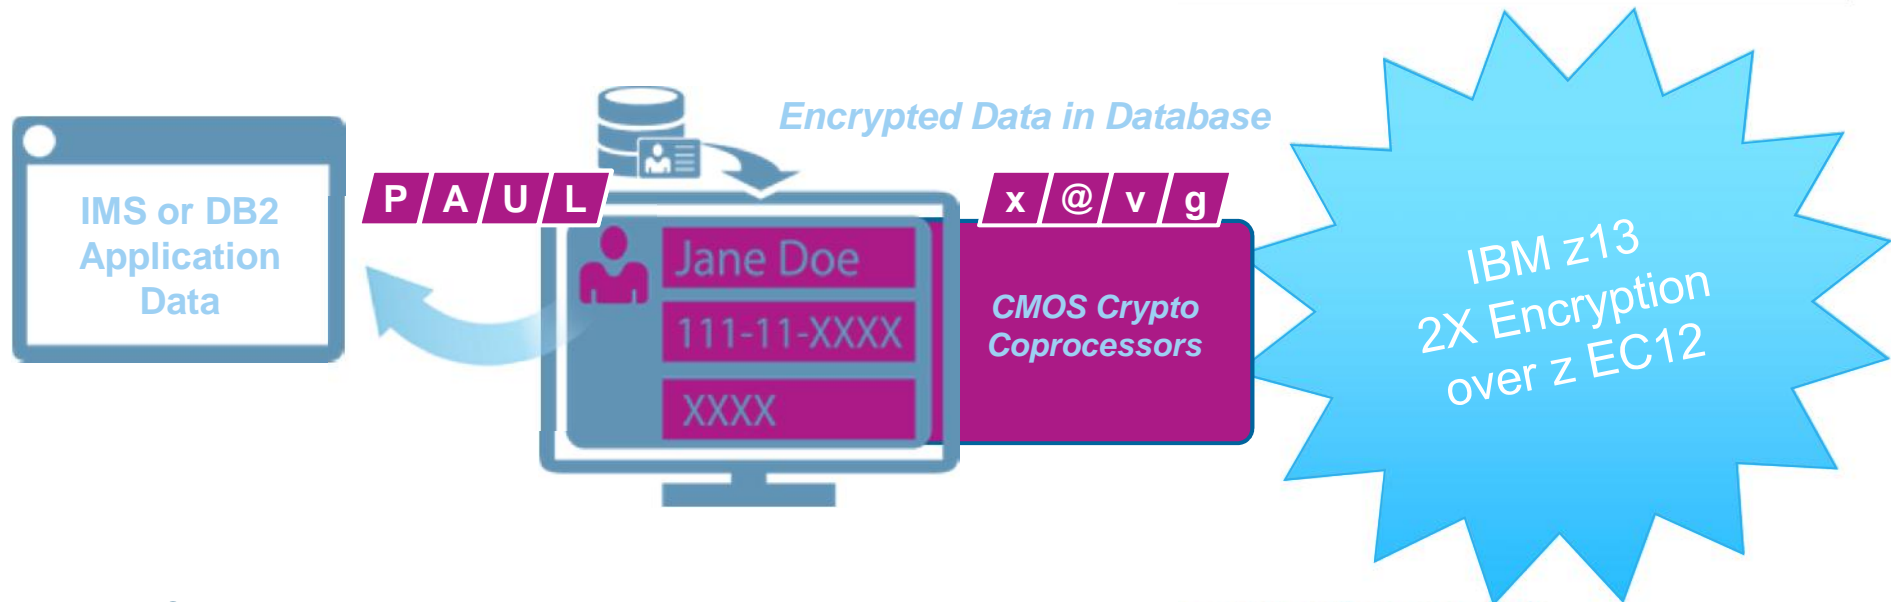 Encrypted Data in Database
IMS or DB2
Application
Data
P A U L
x @ v g
Jane Doe
111-11-XXXX
XXXX
CMOS Crypto
Coprocessors
IBM z13
2X Encryption
over z EC12